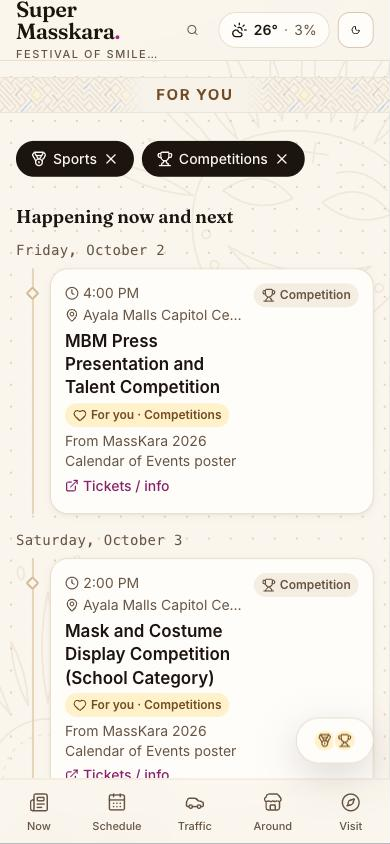 Super
Masskara.
FESTIVAL OF SMILE…
26° · 3%
FOR YOU
Sports
Competitions
Happening now and next
Friday, October 2
4:00 PM
Competition
Ayala Malls Capitol Ce…
MBM Press
Presentation and
Talent Competition
For you · Competitions
From MassKara 2026
Calendar of Events poster
Tickets / info
Saturday, October 3
2:00 PM
Competition
Ayala Malls Capitol Ce…
Mask and Costume
Display Competition
(School Category)
For you · Competitions
From MassKara 2026
Calendar of Events poster
Tickets / info
Now
Schedule
Traffic
Around
Visit